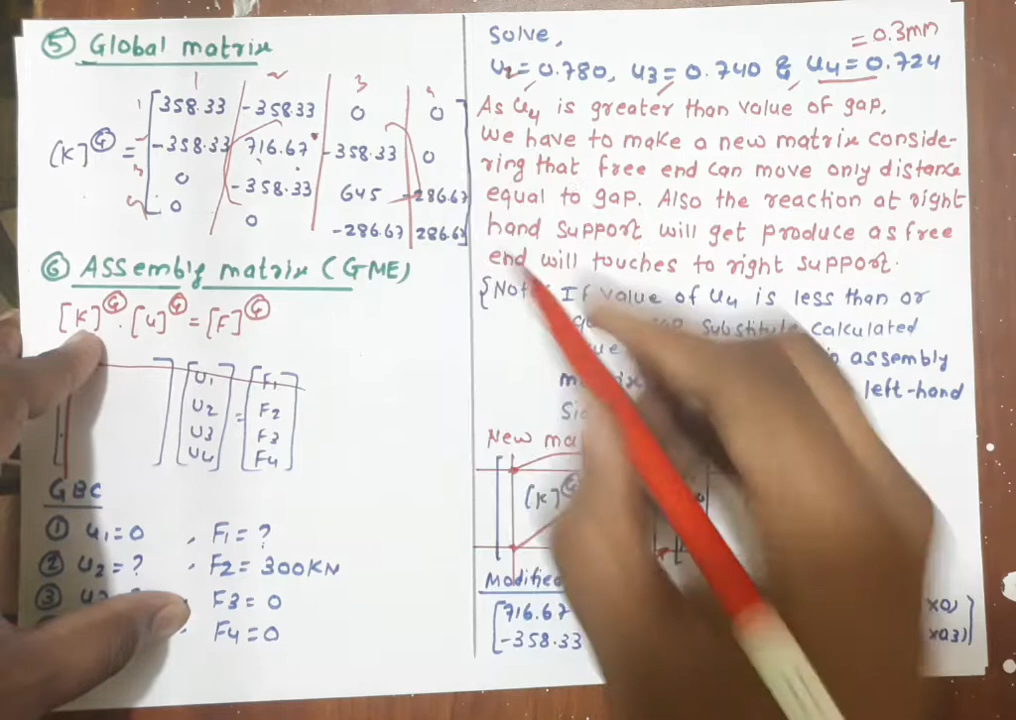 ⑤ Global matrix
1 2 3 4
[K]Ⓖ =
1 358.33 -358.33 0 0
-358.33 716.67 -358.33 0
0 -358.33 645 -286.67
0 0 -286.67 286.67
⑥ Assembly matrix (GME)
[K]Ⓖ . [u]Ⓖ = [F]Ⓖ
U1 F1
U2 = F2
U3 F3
U4 F4
GBC
① u1=0 , F1=?
② u2=? , F2=300KN
③ F3=0
F4=0
Solve, =0.3mm
u2=0.780, u3=0.740 & u4=0.724
As u4 is greater than value of gap,
we have to make a new matrix conside-
ring that free end can move only distance
equal to gap. Also the reaction at right
hand support will get produce as free
end will touches to right support.
{Not If value of u4 is less than or
substitute calculated
assembly
left-hand
Si
New ma
[K]Ⓖ
Modified
716.67 x0)
-358.33 x0.3)